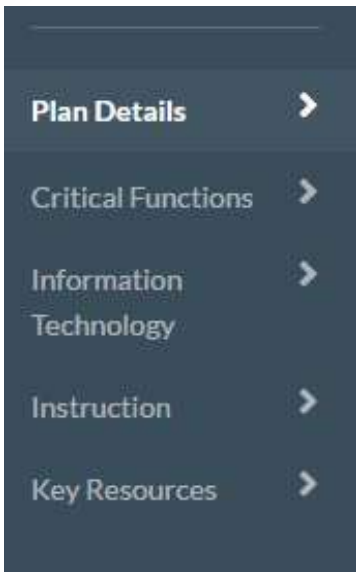 Plan Details
Critical Functions
Information
Technology
Instruction
Key Resources